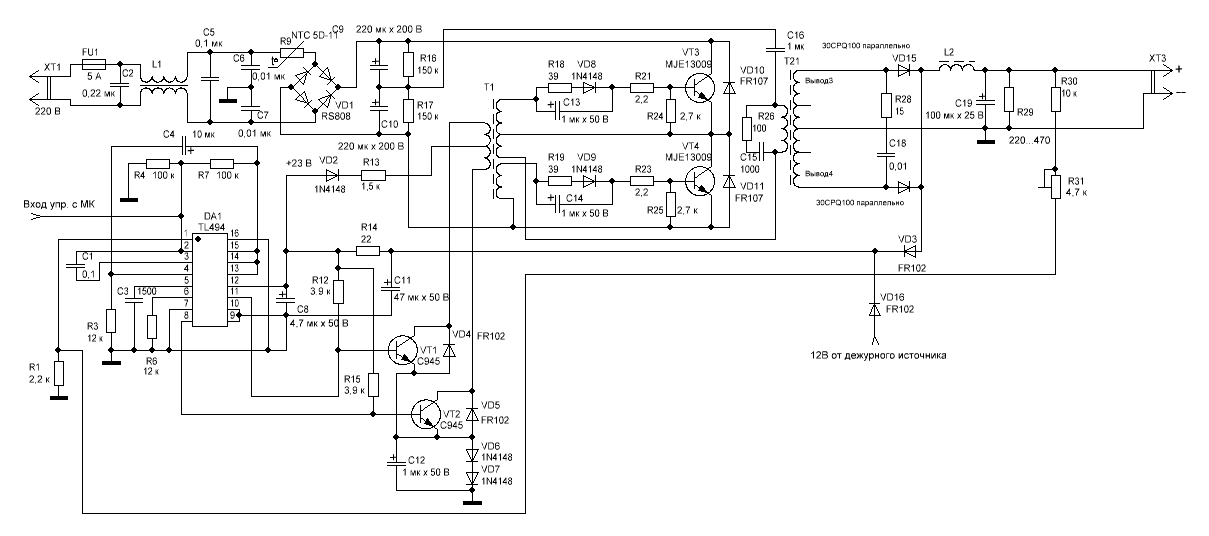 XT1
220 В
FU1
5 А
C2
0,22 мк
L1
C5
0,1 мк
C6
0,01 мк
C7
0,01 мк
R9
NTC 5D-11
t°
VD1
RS808
C9
220 мк x 200 В
C10
220 мк x 200 В
R16
150 к
R17
150 к
T1
R18
39
VD8
1N4148
C13
+
1 мк x 50 В
R21
2,2
R24
2,7 к
VT3
MJE13009
VD10
FR107
VT4
MJE13009
R19
39
VD9
1N4148
C14
+
1 мк x 50 В
R23
2,2
R25
2,7 к
VD11
FR107
C16
1 мк
R26
100
C15
1000
T21
Вывод3
Вывод4
30CPQ100 параллельно
VD15
30CPQ100 параллельно
R28
15
C18
0,01
L2
C19
+
100 мк x 25 В
R29
220...470
R30
10 к
XT3
+
--
R31
4,7 к
C4
10 мк
+
R4
100 к
R7
100 к
+23 В
VD2
1N4148
R13
1,5 к
Вход упр. с МК
DA1
TL494
1
2
3
4
5
6
7
8
16
15
14
13
12
11
10
9
C1
0,1
C3
1500
R3
12 к
R6
12 к
R1
2,2 к
R14
22
R12
3.9 к
C8
+
4,7 мк x 50 В
C11
+
47 мк x 50 В
VT1
C945
VD4
FR102
R15
3,9 к
VT2
C945
VD5
FR102
VD6
1N4148
VD7
1N4148
C12
+
1 мк x 50 В
VD3
FR102
VD16
FR102
12В от дежурного источника